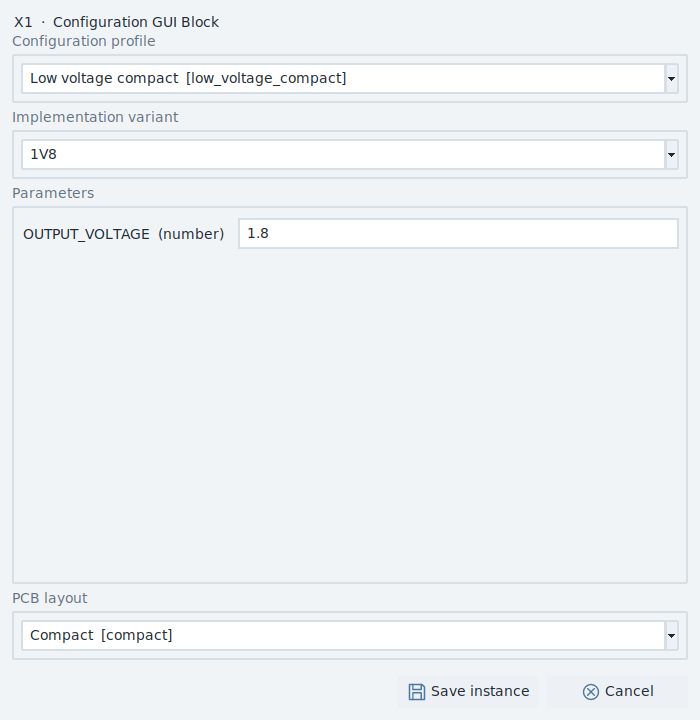 X1 · Configuration GUI Block
Configuration profile
Low voltage compact [low_voltage_compact]
Implementation variant
1V8
Parameters
OUTPUT_VOLTAGE (number) 1.8
PCB layout
Compact [compact]
Save instance Cancel